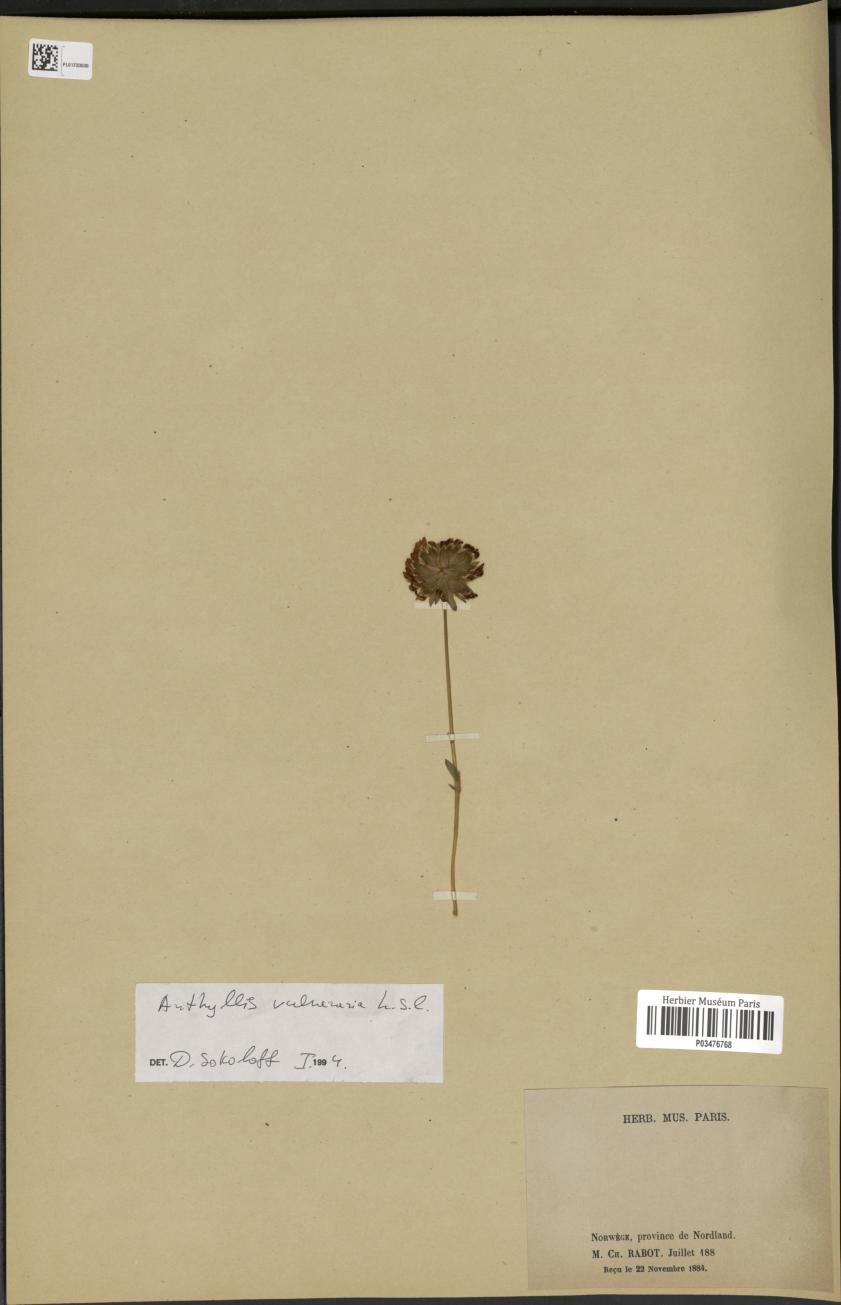 PL01733030
Anthyllis vulneraria L. s.l.
DET. D. Sokoloff I.1994.
Herbier Muséum Paris
P03476768
HERB. MUS. PARIS.
NORWÈGE, province de Nordland.
M. CH. RABOT. Juillet 188
Reçu le 22 Novembre 1884.